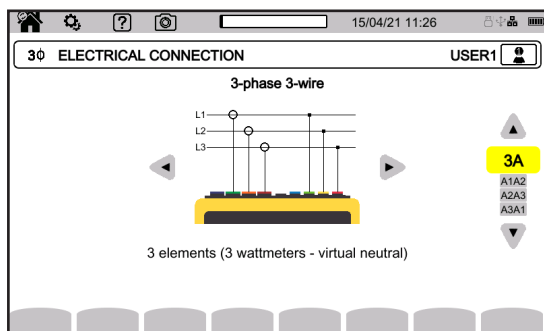 ?
15/04/21 11:26
3Φ ELECTRICAL CONNECTION
USER1
3-phase 3-wire
L1
L2
L3
3A
A1A2
A2A3
A3A1
3 elements (3 wattmeters - virtual neutral)